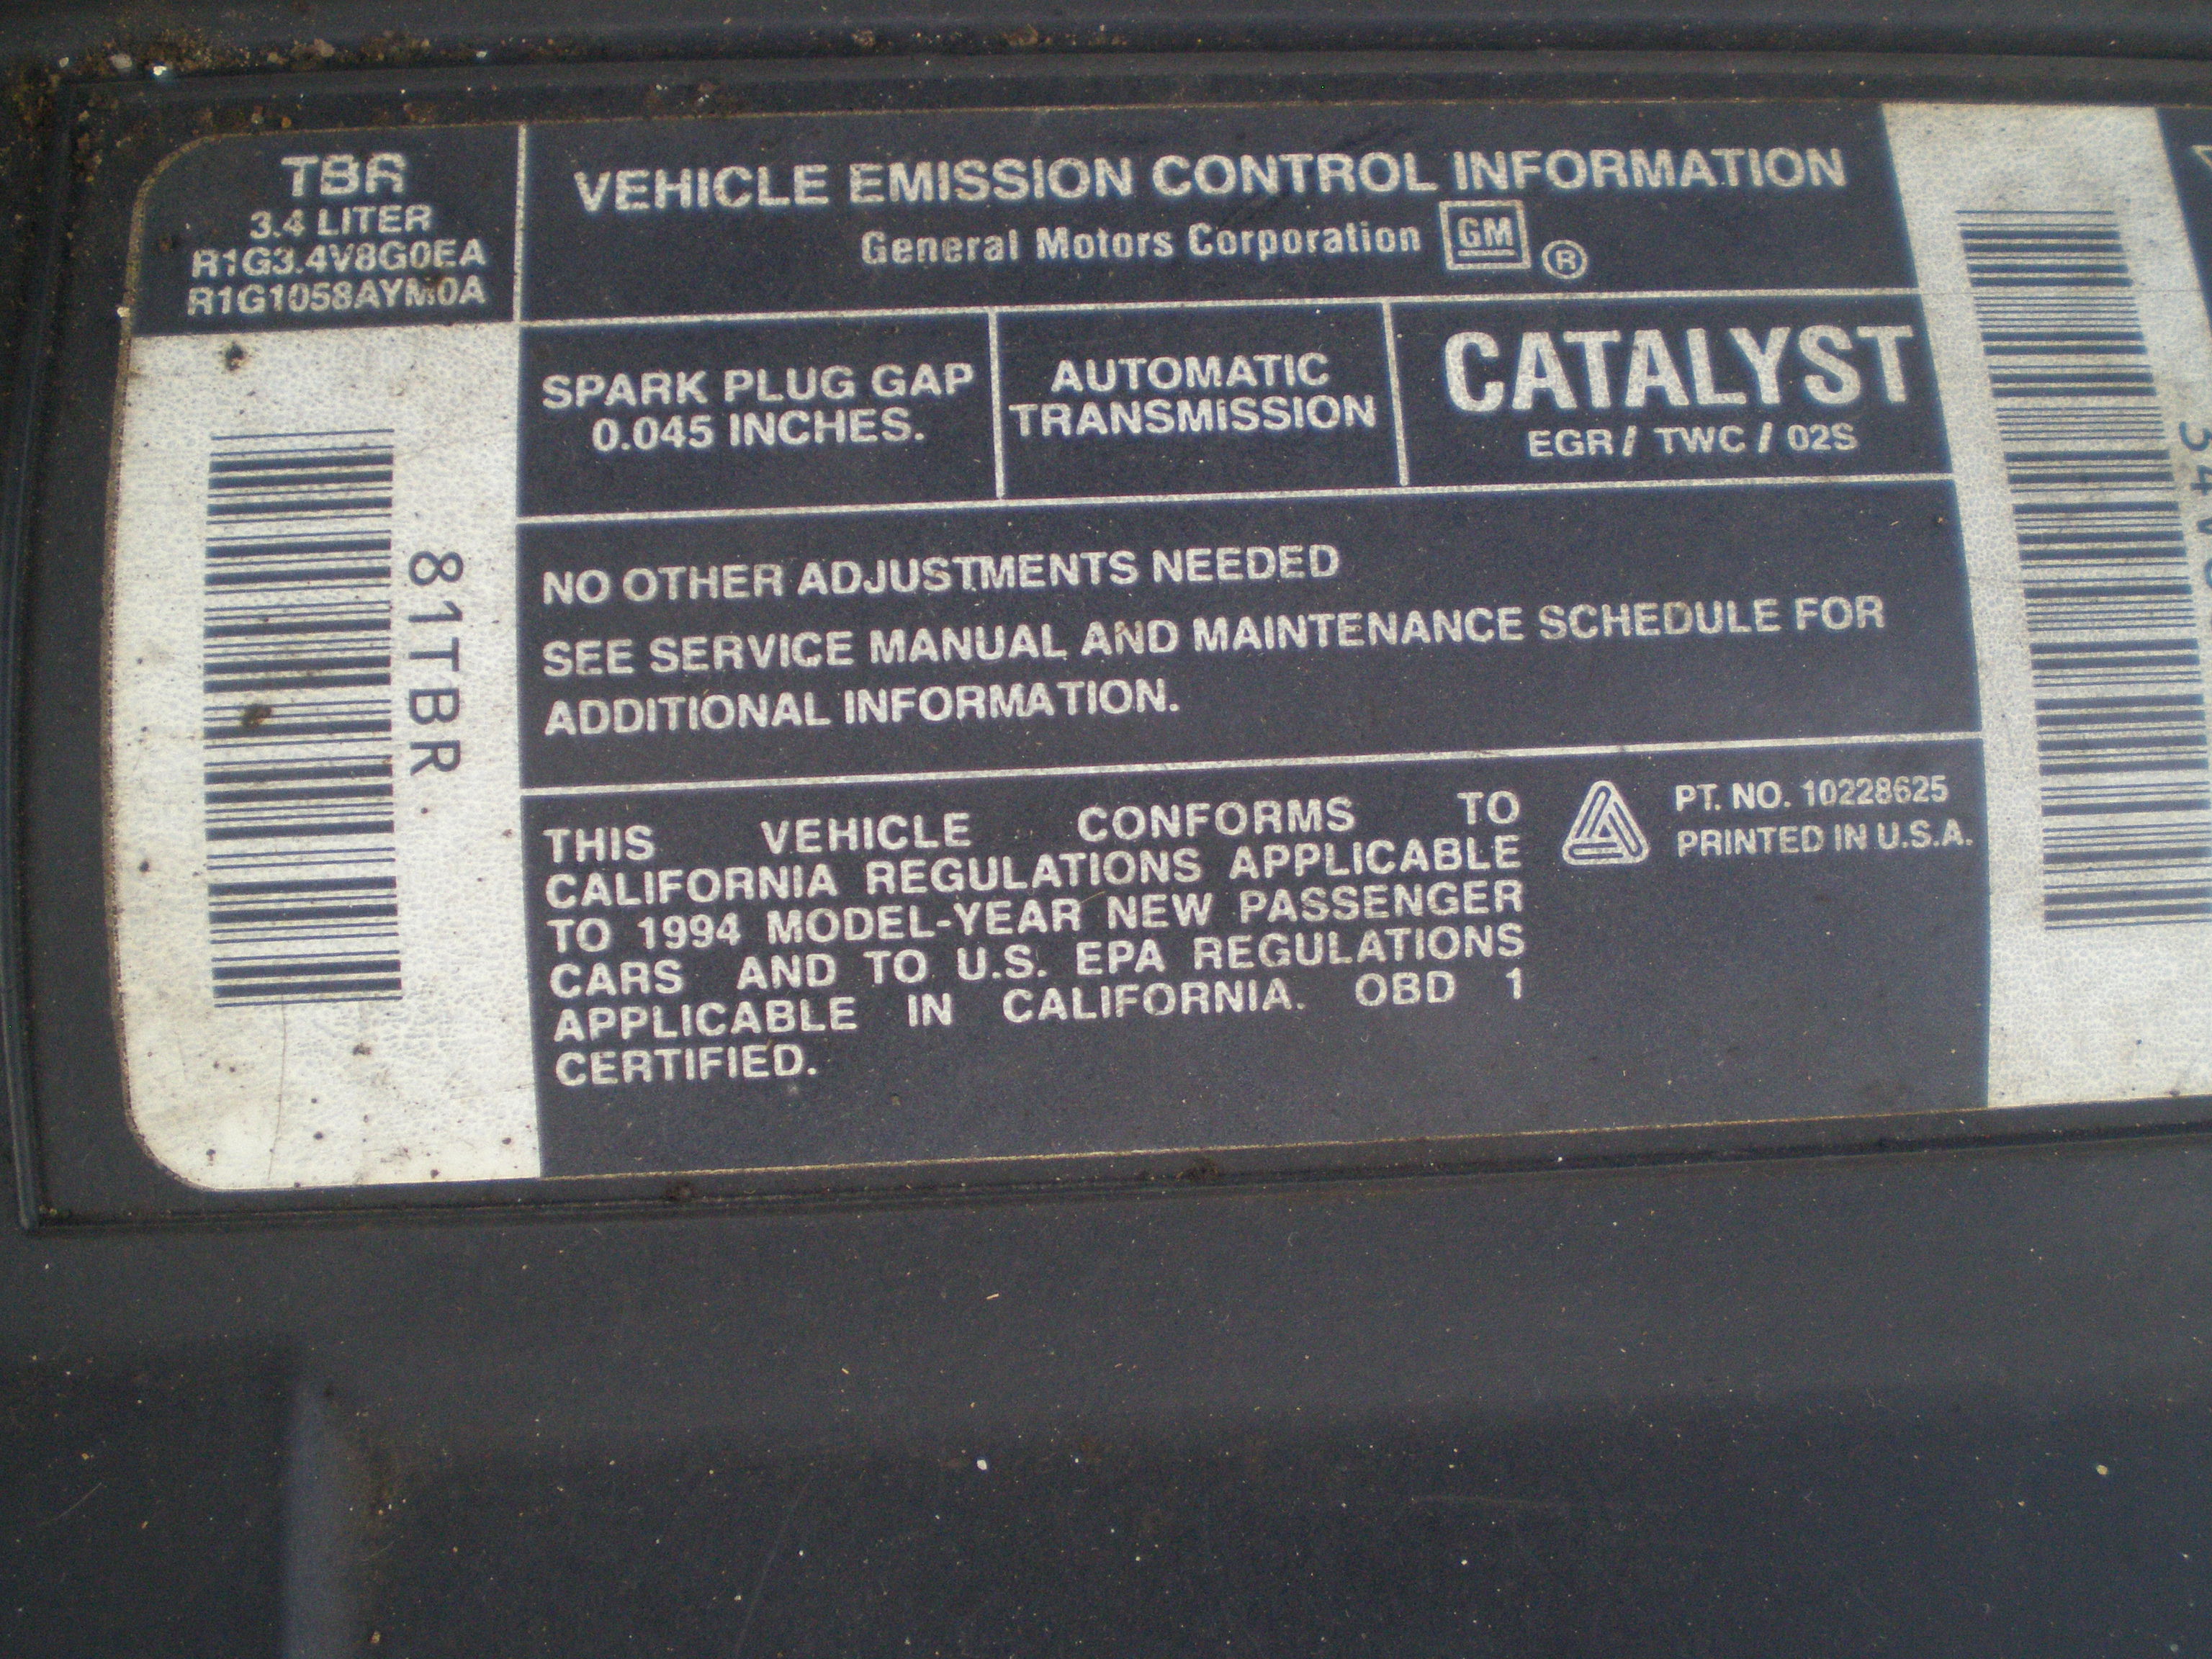 TBR
3.4 LITER
R1G3.4V8G0EA
R1G1058AYM0A
VEHICLE EMISSION CONTROL INFORMATION
General Motors Corporation GM ®
SPARK PLUG GAP
0.045 INCHES.
AUTOMATIC
TRANSMISSION
CATALYST
EGR / TWC / 02S
81TBR
NO OTHER ADJUSTMENTS NEEDED
SEE SERVICE MANUAL AND MAINTENANCE SCHEDULE FOR
ADDITIONAL INFORMATION.
THIS VEHICLE CONFORMS TO
CALIFORNIA REGULATIONS APPLICABLE
TO 1994 MODEL-YEAR NEW PASSENGER
CARS AND TO U.S. EPA REGULATIONS
APPLICABLE IN CALIFORNIA. OBD 1
CERTIFIED.
PT. NO. 10228625
PRINTED IN U.S.A.